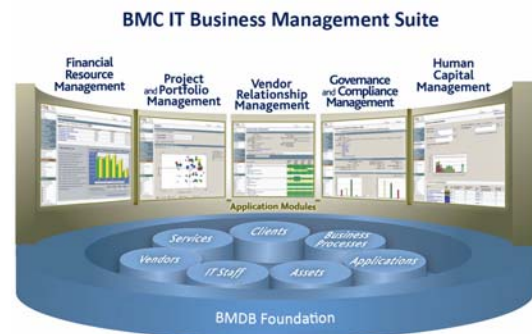 BMC IT Business Management Suite
Financial
Resource
Management
Project
and Portfolio
Management
Vendor
Relationship
Management
Governance
and Compliance
Management
Human
Capital
Management
Application Modules
Services
Clients
Business
Processes
Vendors
IT Staff
Assets
Applications
BMDB Foundation